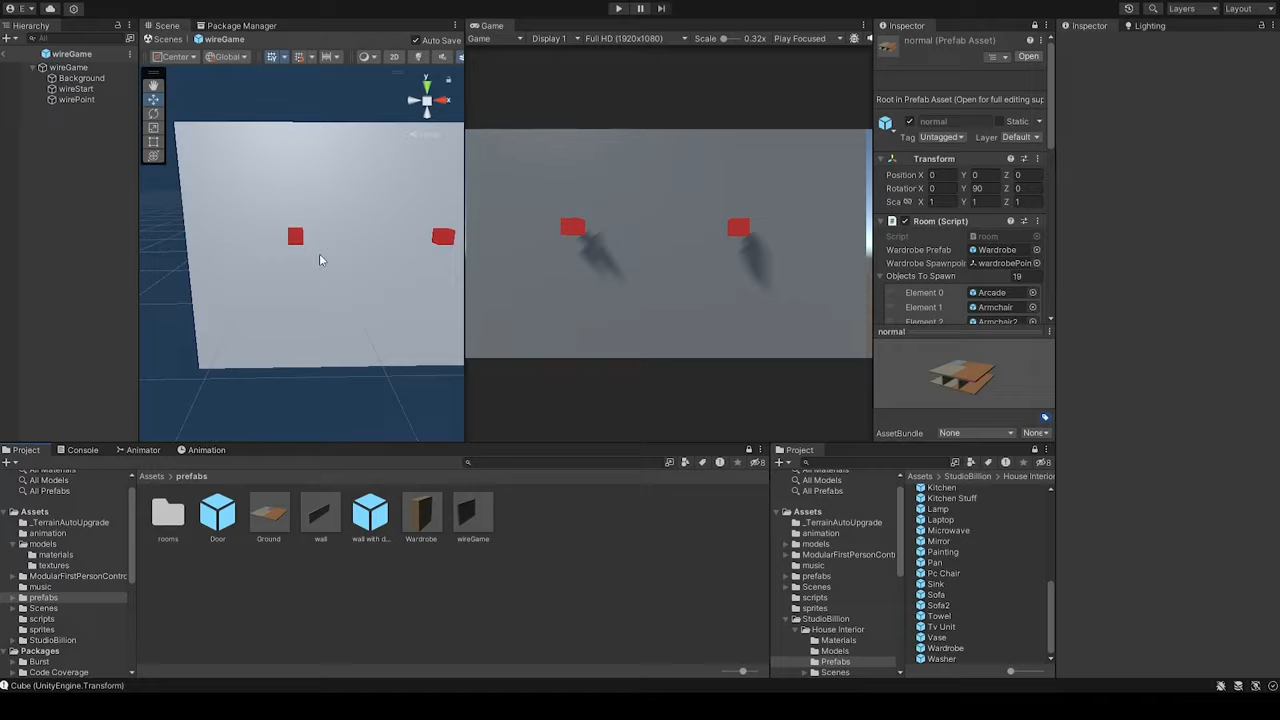 E
Layers
Layout
Hierarchy
All
wireGame
wireGame
Background
wireStart
wirePoint
Scene
Package Manager
Scenes
wireGame
Auto Save
Center
Global
2D
y
x
Game
Game
Display 1
Full HD (1920x1080)
Scale
0.32x
Play Focused
Inspector
normal (Prefab Asset)
Open
Root in Prefab Asset (Open for full editing sup
normal
Static
Tag
Untagged
Layer
Default
Transform
Position X 0 Y 0 Z 0
Rotation X 0 Y 90 Z 0
Sca X 1 Y 1 Z 1
Room (Script)
Script
room
Wardrobe Prefab
Wardrobe
Wardrobe Spawnpoi
wardrobePoin
Objects To Spawn
19
Element 0
Arcade
Element 1
Armchair
Element 2
Armchair2
normal
AssetBundle
None
None
Inspector
Lighting
Project
Console
Animator
Animation
8
All Materials
All Models
All Prefabs
Assets
_TerrainAutoUpgrade
animation
models
materials
textures
ModularFirstPersonContro
music
prefabs
Scenes
scripts
sprites
StudioBillion
Packages
Burst
Code Coverage
Assets
prefabs
rooms
Door
Ground
wall
wall with d...
Wardrobe
wireGame
Project
8
All Materials
All Models
All Prefabs
Assets
_TerrainAutoUpgrade
animation
models
ModularFirstPersonContr
music
prefabs
Scenes
scripts
sprites
StudioBillion
House Interior
Materials
Models
Prefabs
Scenes
Assets
StudioBillion
House Interior
Kitchen
Kitchen Stuff
Lamp
Laptop
Microwave
Mirror
Painting
Pan
Pc Chair
Sink
Sofa
Sofa2
Towel
Tv Unit
Vase
Wardrobe
Washer
Cube (UnityEngine.Transform)